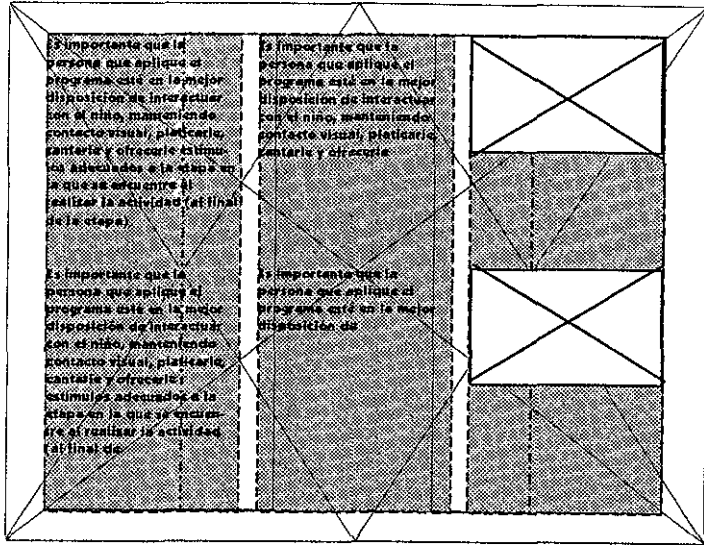 Es importante que la
persona que aplique el
programa esté en la mejor
disposición de interactuar
con el niño, manteniendo
contacto visual, platicarle,
cantarle y ofrecerle estímu-
los adecuados a la etapa en
la que se encuentre al
realizar la actividad (al final
de la etapa)
Es importante que la
persona que aplique el
programa esté en la mejor
disposición de interactuar
con el niño, manteniendo
contacto visual, platicarle,
cantarle y ofrecerle
estímulos adecuados a la
etapa en la que se encuen-
tre al realizar la actividad
(al final de
Es importante que la
persona que aplique el
programa esté en la mejor
disposición de interactuar
con el niño, manteniendo
contacto visual, platicarle,
cantarle y ofrecerle
Es importante que la
persona que aplique el
programa esté en la mejor
disposición de